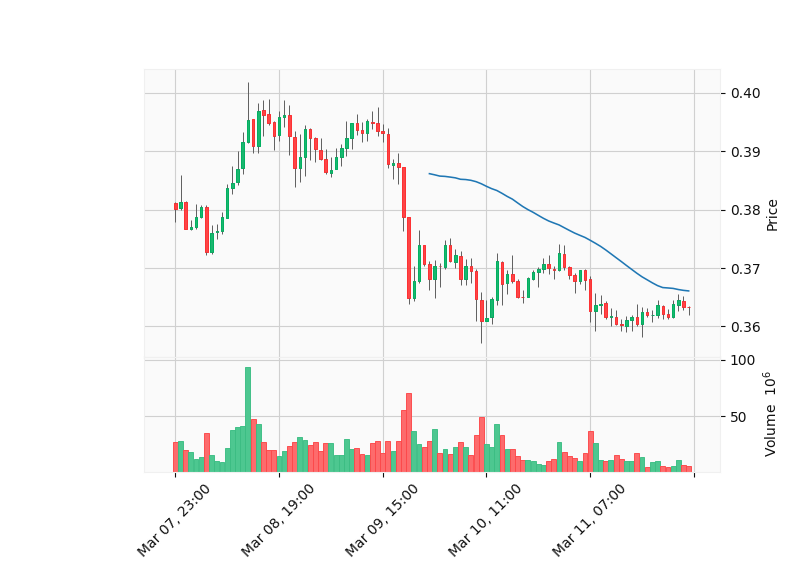 0.40
0.39
0.38
0.37
0.36
Price
100
50
Volume 10^6
Mar 07, 23:00
Mar 08, 19:00
Mar 09, 15:00
Mar 10, 11:00
Mar 11, 07:00